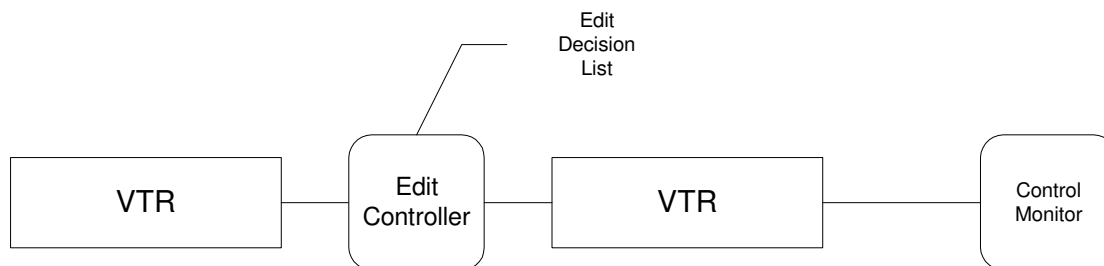 Edit
Decision
List
VTR
Edit
Controller
VTR
Control
Monitor